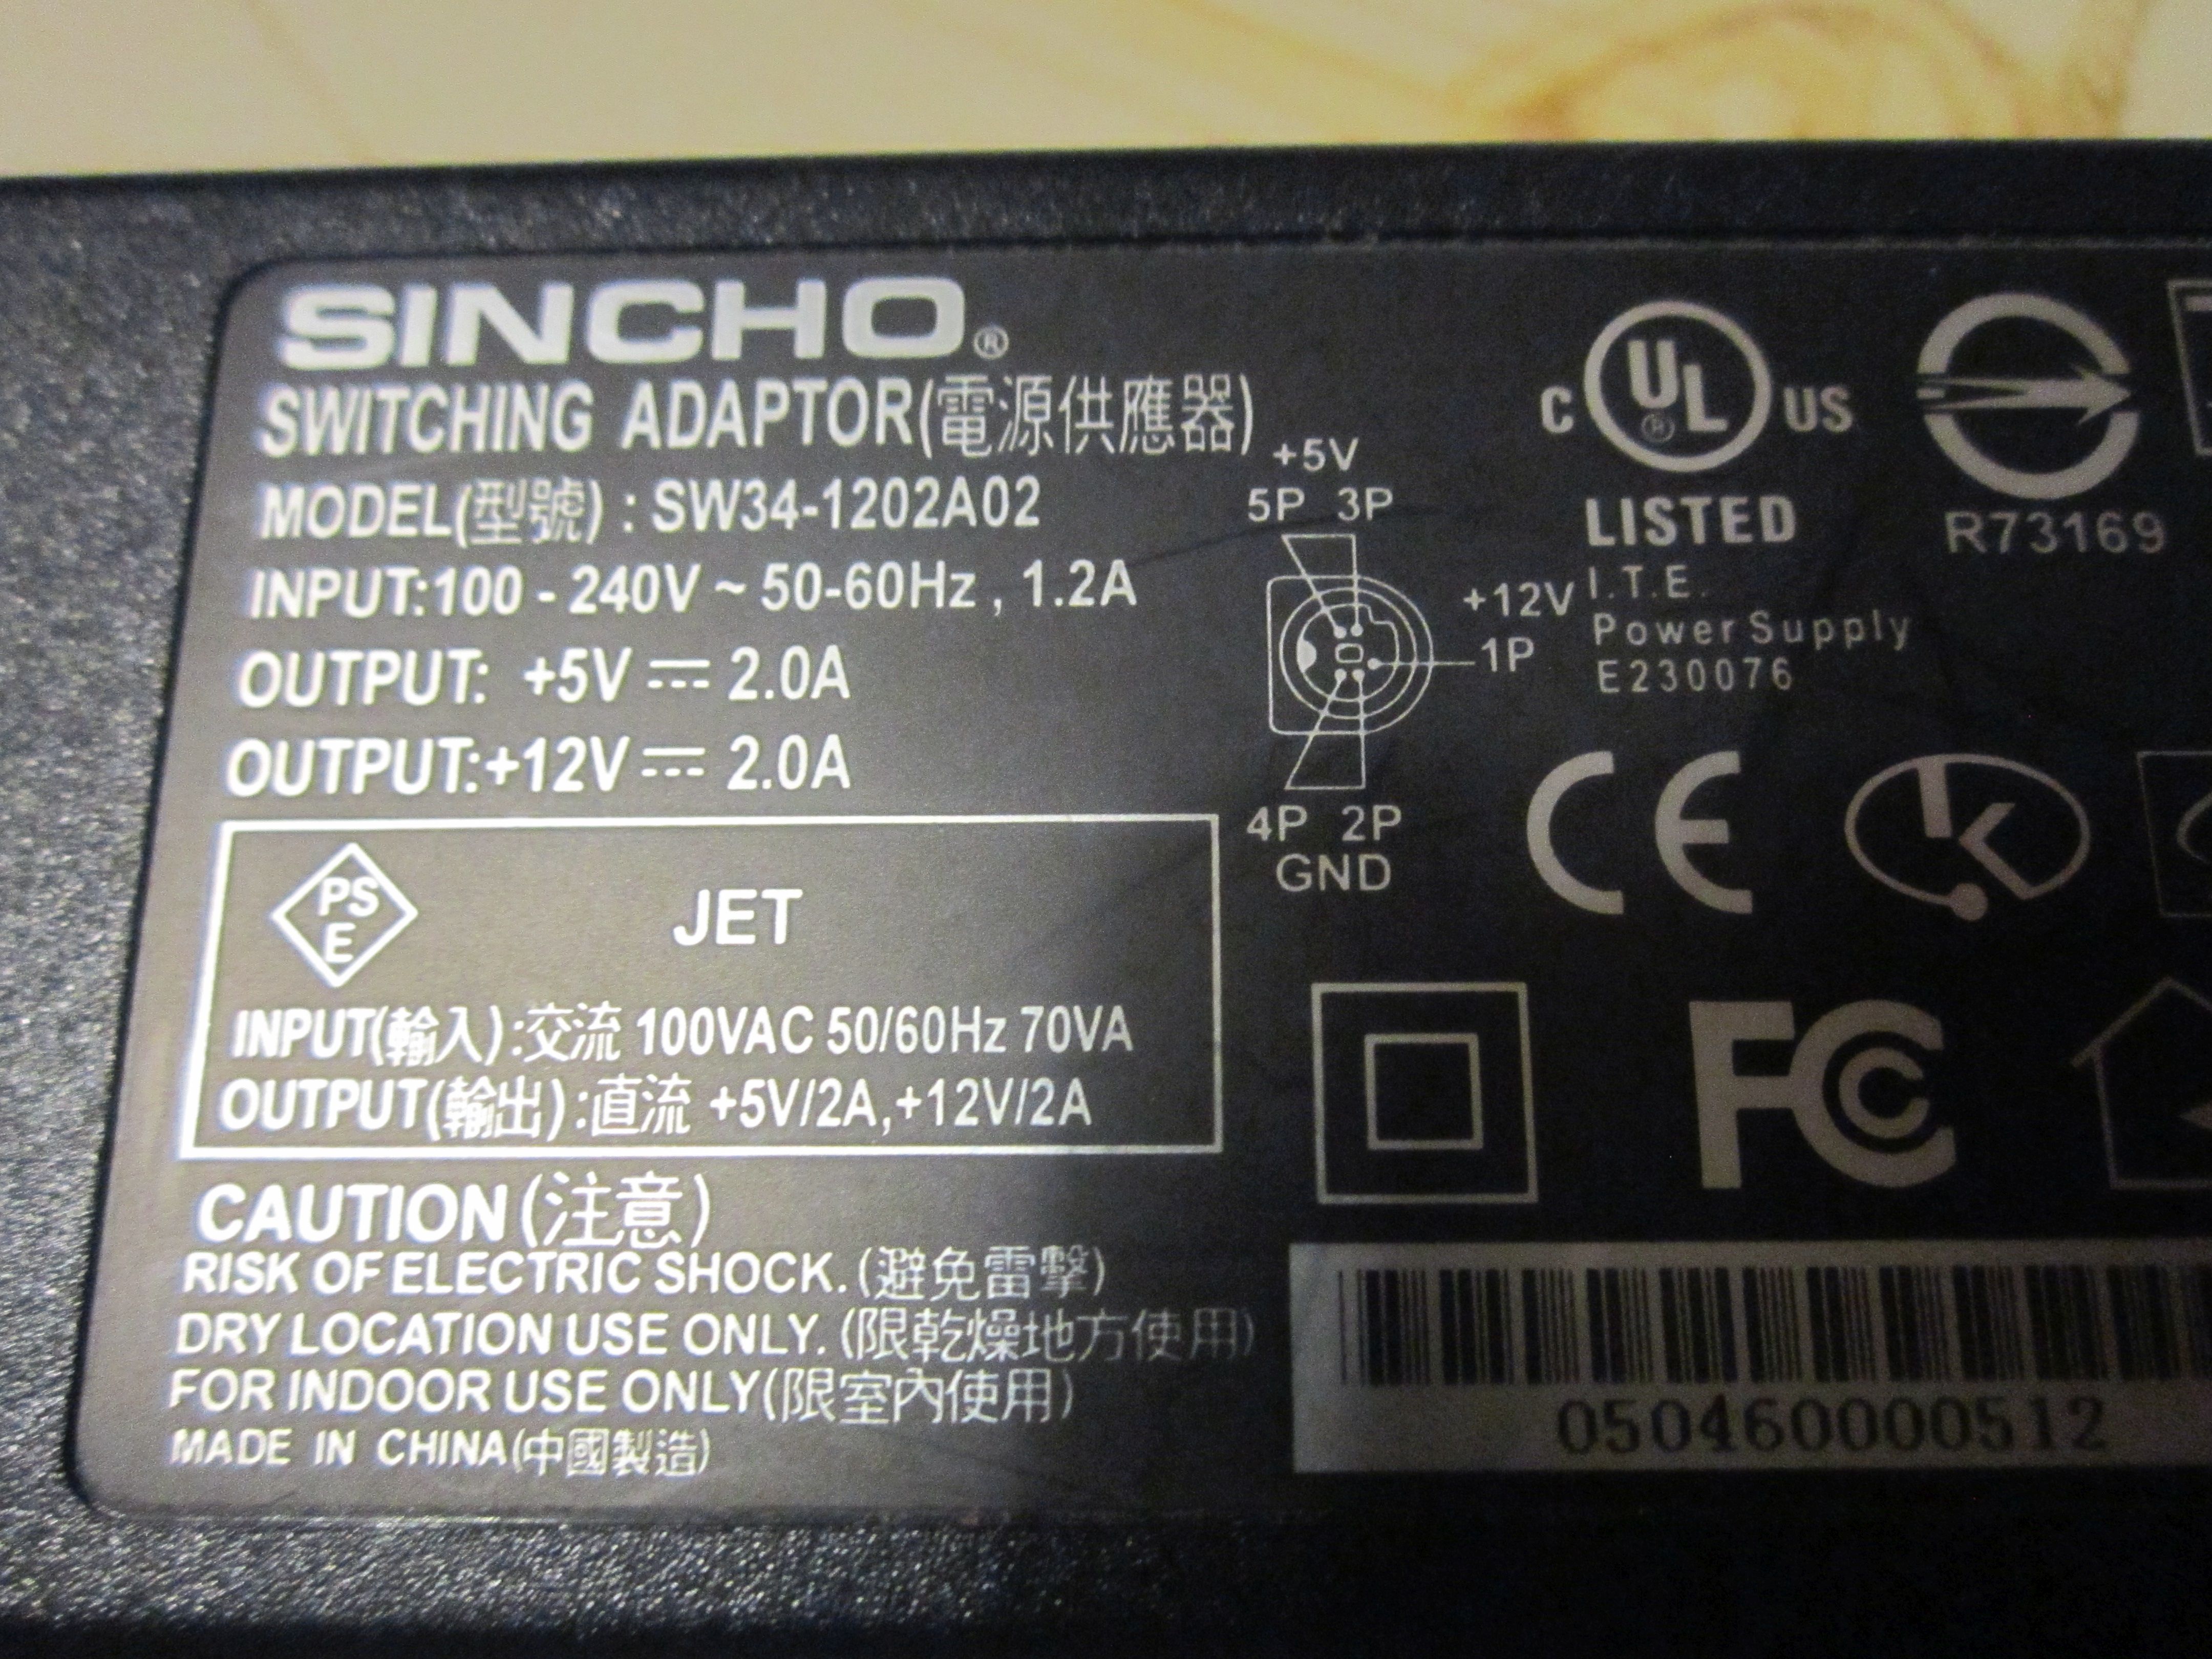 SINCHO®
SWITCHING ADAPTOR(電源供應器)
MODEL(型號) : SW34-1202A02
INPUT:100 - 240V ~ 50-60Hz , 1.2A
OUTPUT: +5V ⎓ 2.0A
OUTPUT:+12V ⎓ 2.0A
PS
E
JET
INPUT(輸入) :交流 100VAC 50/60Hz 70VA
OUTPUT(輸出) :直流 +5V/2A,+12V/2A
CAUTION(注意)
RISK OF ELECTRIC SHOCK. (避免雷擊)
DRY LOCATION USE ONLY. (限乾燥地方使用)
FOR INDOOR USE ONLY(限室內使用)
MADE IN CHINA(中國製造)
+5V
5P 3P
+12V
1P
4P 2P
GND
C UL® US
LISTED
I.T.E.
Power Supply
E230076
R73169
CE
K
FC
050460000512